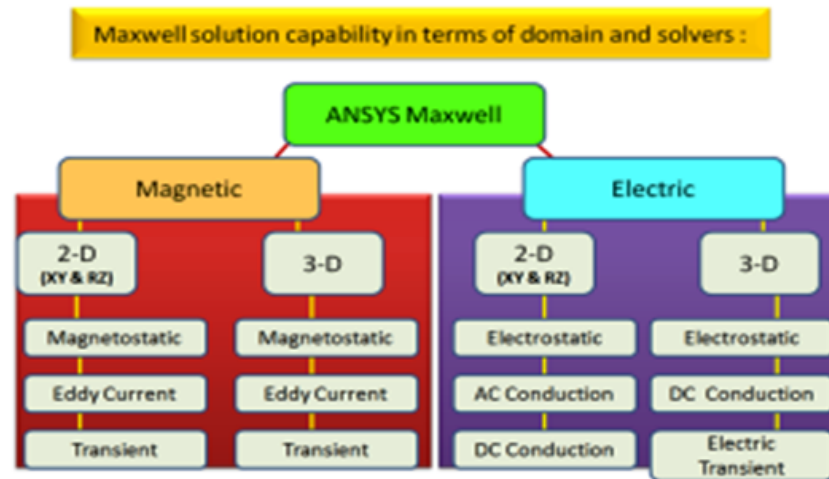 Maxwell solution capability in terms of domain and solvers :
ANSYS Maxwell
Magnetic
Electric
2-D
(XY & RZ)
3-D
2-D
(XY & RZ)
3-D
Magnetostatic
Magnetostatic
Electrostatic
Electrostatic
Eddy Current
Eddy Current
AC Conduction
DC Conduction
Transient
Transient
DC Conduction
Electric
Transient